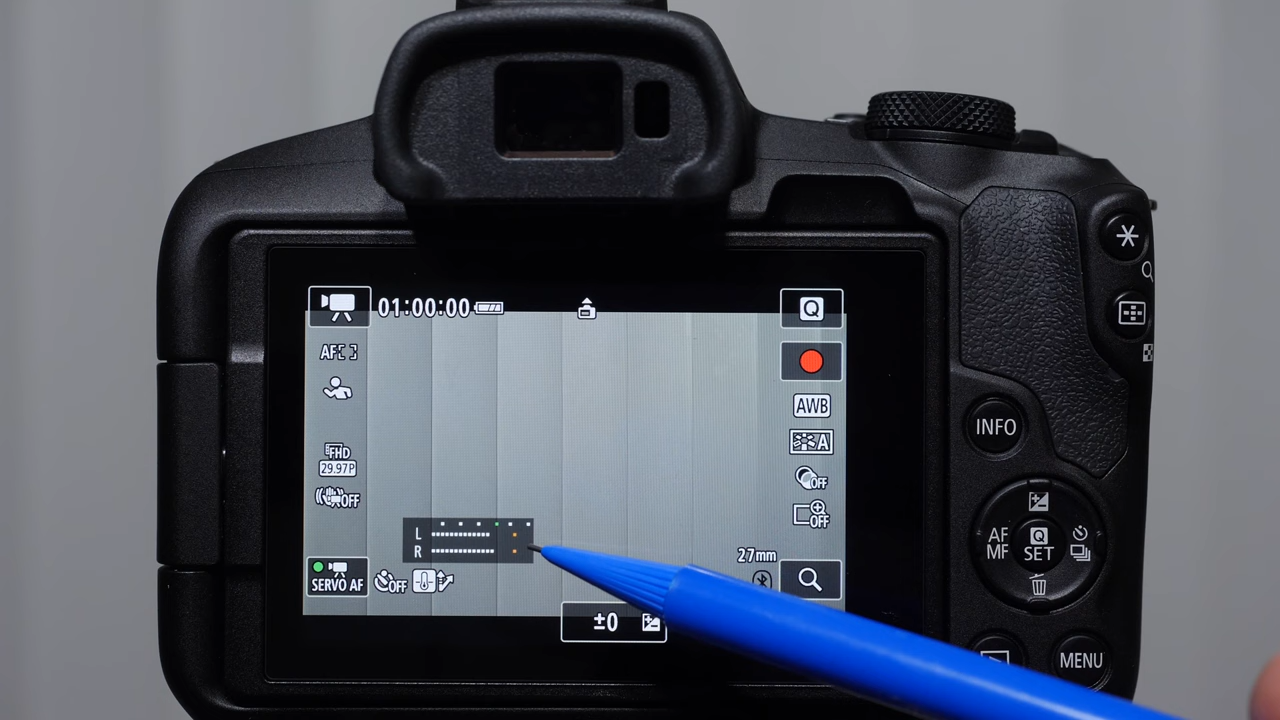 01:00:00
Q
AF
AWB
A
FHD
29.97P
OFF
OFF
OFF
L
R
27mm
SERVO AF
OFF
±0
INFO
AF
MF
Q
SET
MENU